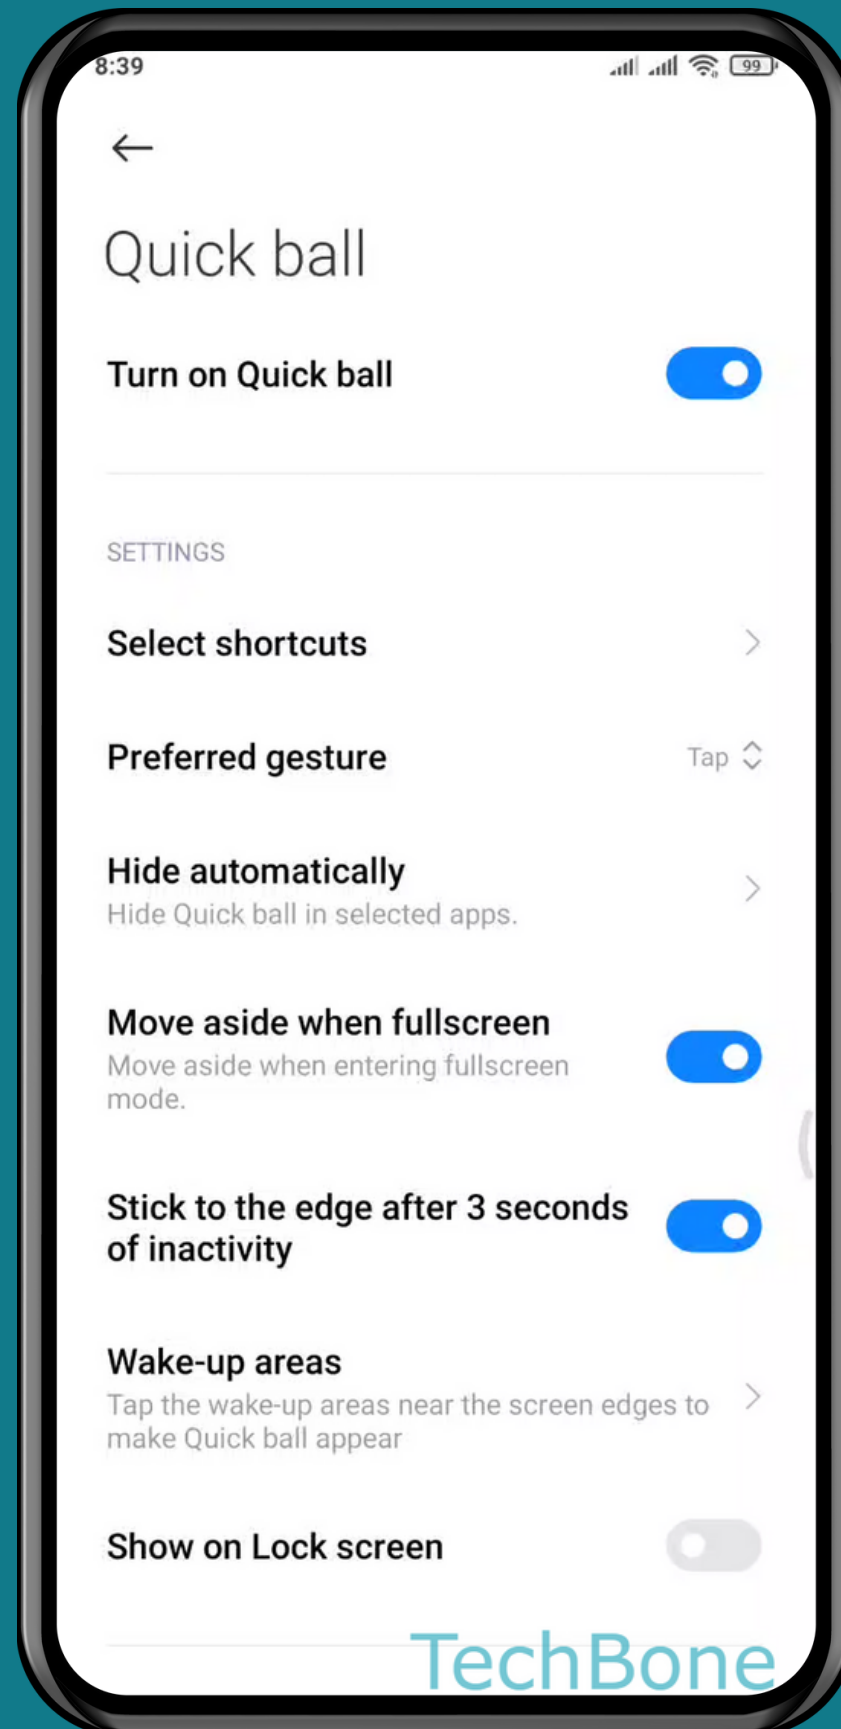 8:39
99
Quick ball
Turn on Quick ball
SETTINGS
Select shortcuts
Preferred gesture
Tap
Hide automatically
Hide Quick ball in selected apps.
Move aside when fullscreen
Move aside when entering fullscreen
mode.
Stick to the edge after 3 seconds
of inactivity
Wake-up areas
Tap the wake-up areas near the screen edges to
make Quick ball appear
Show on Lock screen
TechBone